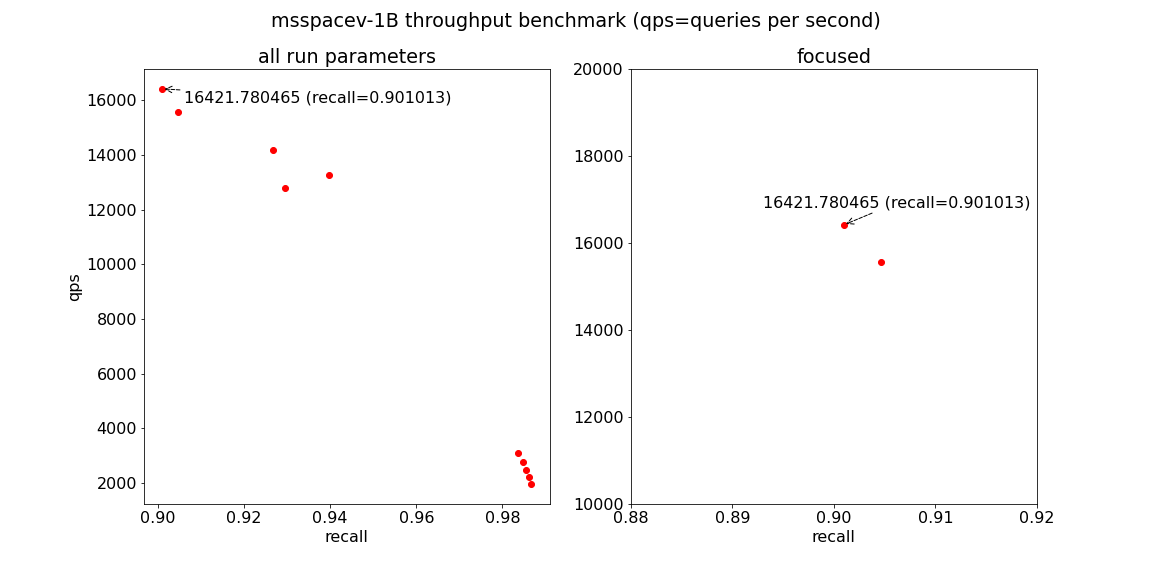 msspacev-1B throughput benchmark (qps=queries per second)
all run parameters
16421.780465 (recall=0.901013)
16000
14000
12000
10000
8000
6000
4000
2000
qps
0.90 0.92 0.94 0.96 0.98
recall
focused
20000
18000
16421.780465 (recall=0.901013)
16000
14000
12000
10000
0.88 0.89 0.90 0.91 0.92
recall